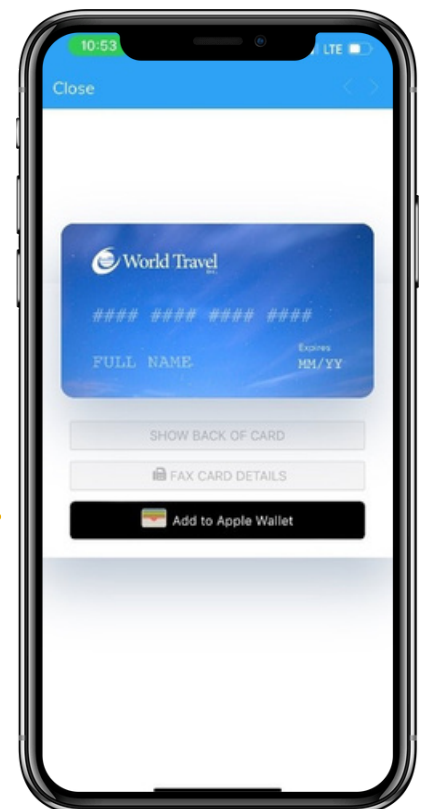 10:53
LTE
Close
World Travel
INC.
#### #### #### ####
Expires
FULL NAME
MM/YY
SHOW BACK OF CARD
FAX CARD DETAILS
Add to Apple Wallet